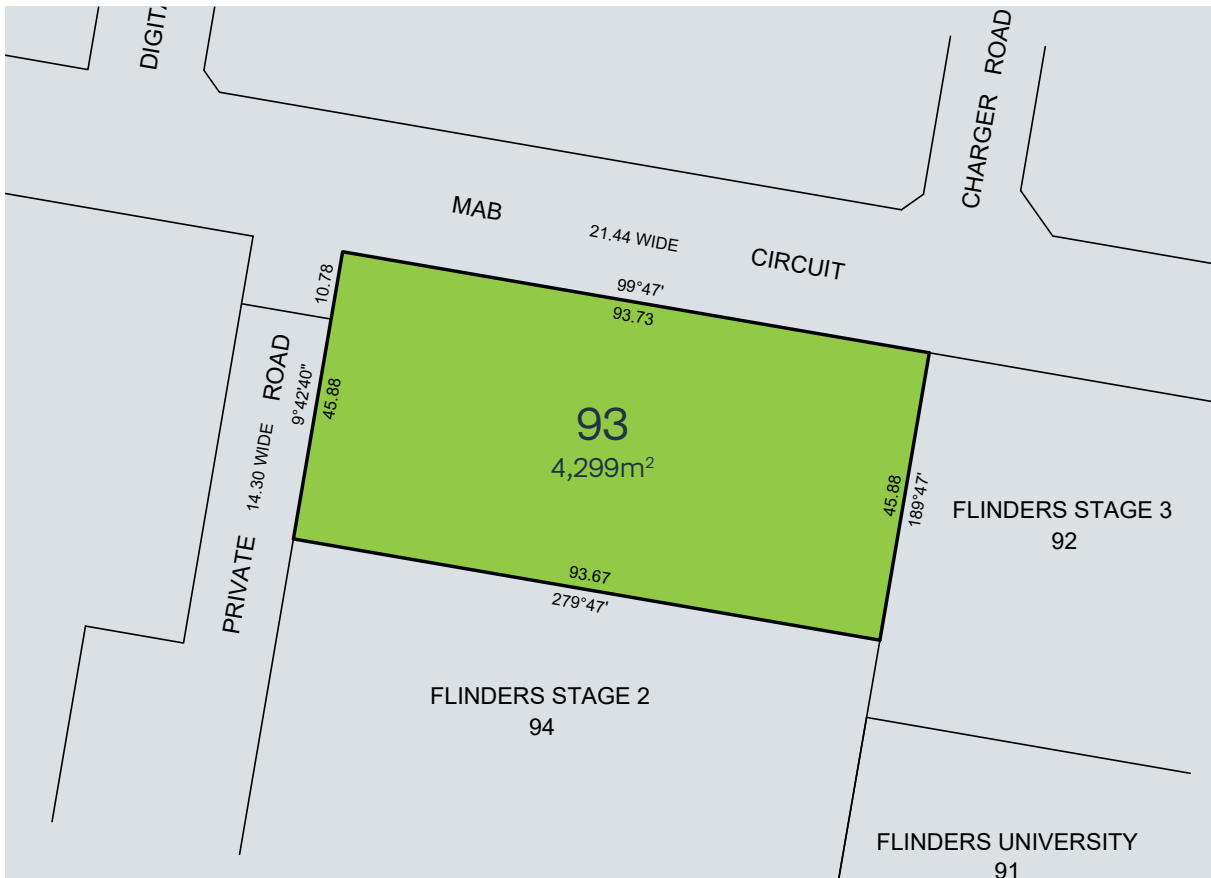 DIGITA
CHARGER ROAD
MAB
21.44 WIDE
CIRCUIT
99°47'
93.73
10.78
PRIVATE ROAD
14.30 WIDE
9°42'40"
45.88
93
4,299m²
45.88
189°47'
FLINDERS STAGE 3
92
93.67
279°47'
FLINDERS STAGE 2
94
FLINDERS UNIVERSITY
91